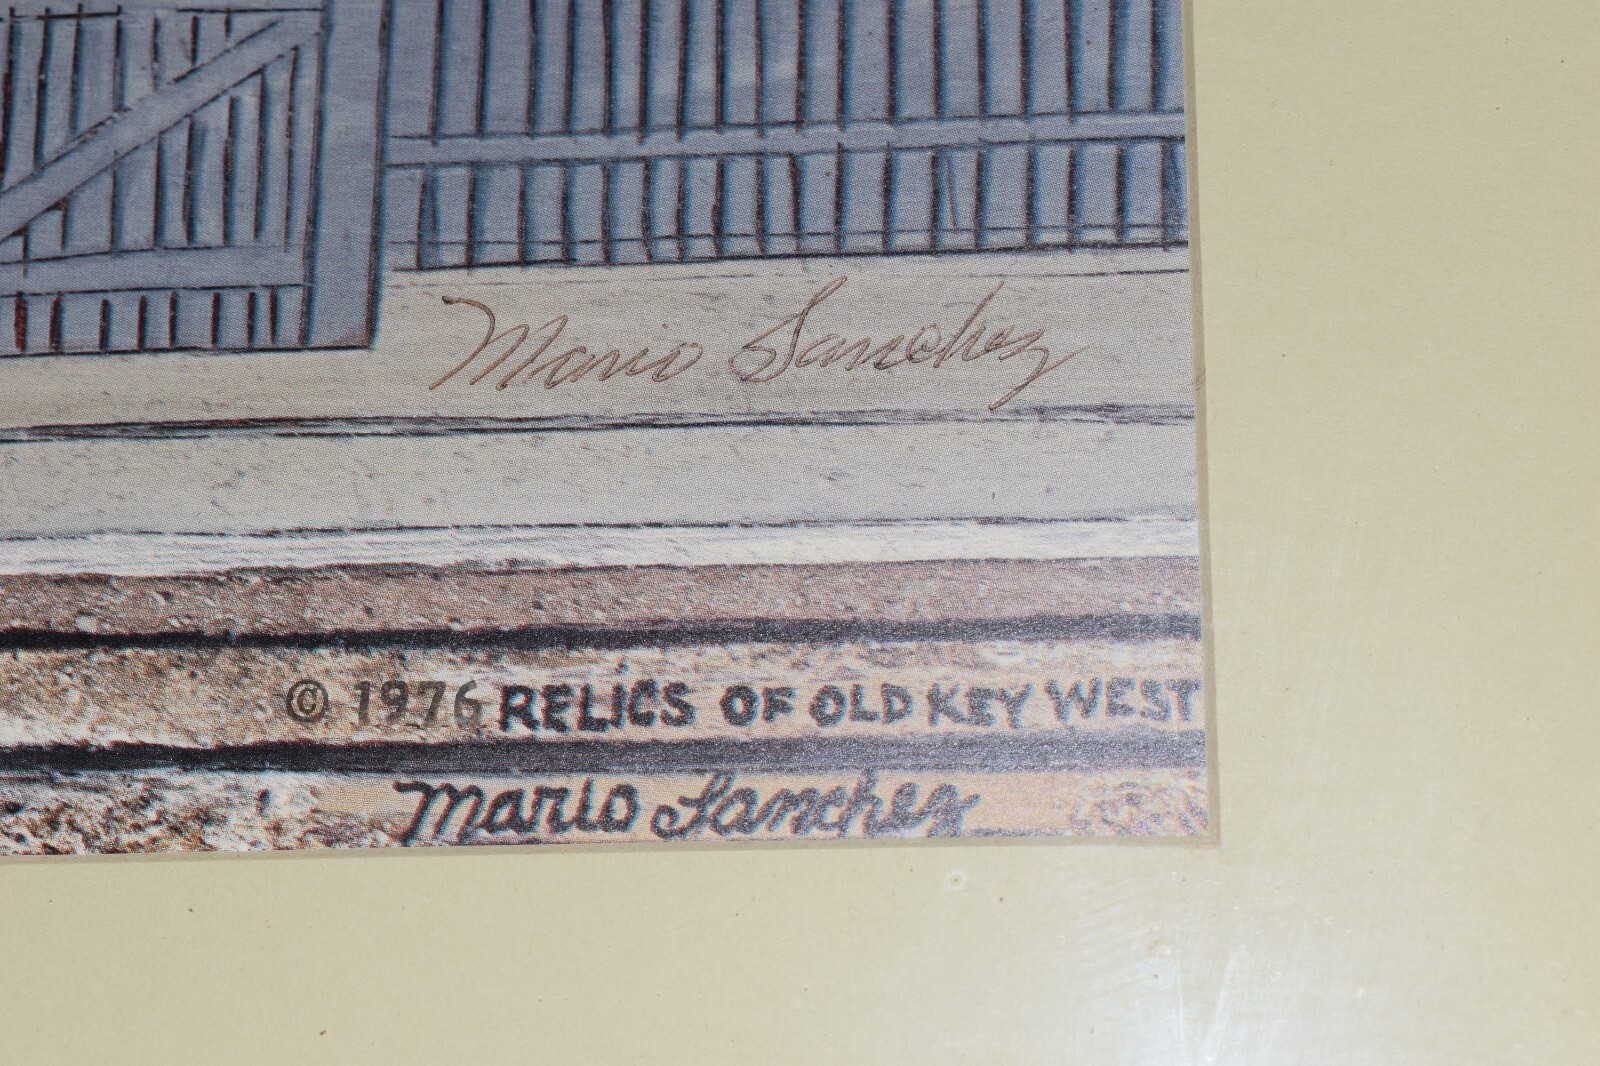 Mario Sanchez
© 1976 RELICS OF OLD KEY WEST
Mario Sanchez